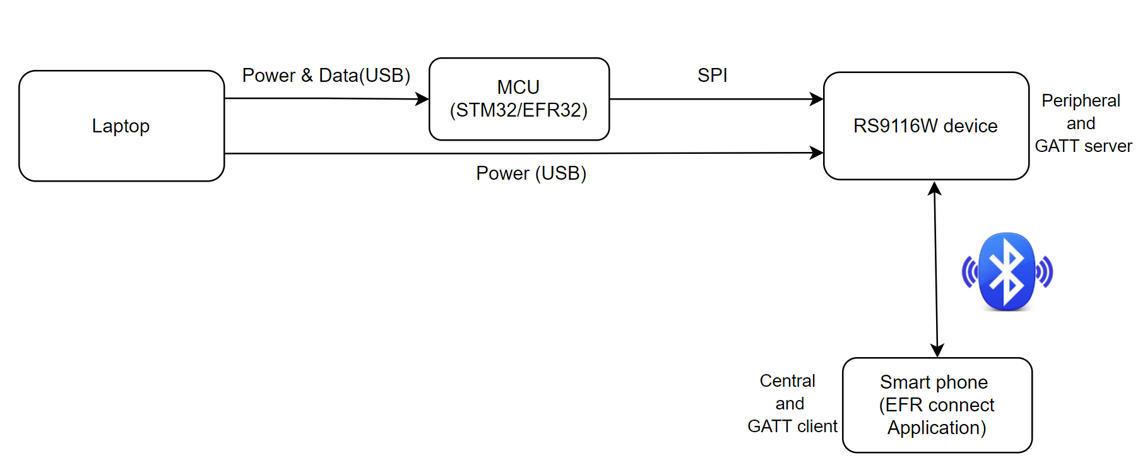 Power & Data(USB)
MCU
(STM32/EFR32)
SPI
Laptop
RS9116W device
Peripheral
and
GATT server
Power (USB)
Central
and
GATT client
Smart phone
(EFR connect
Application)